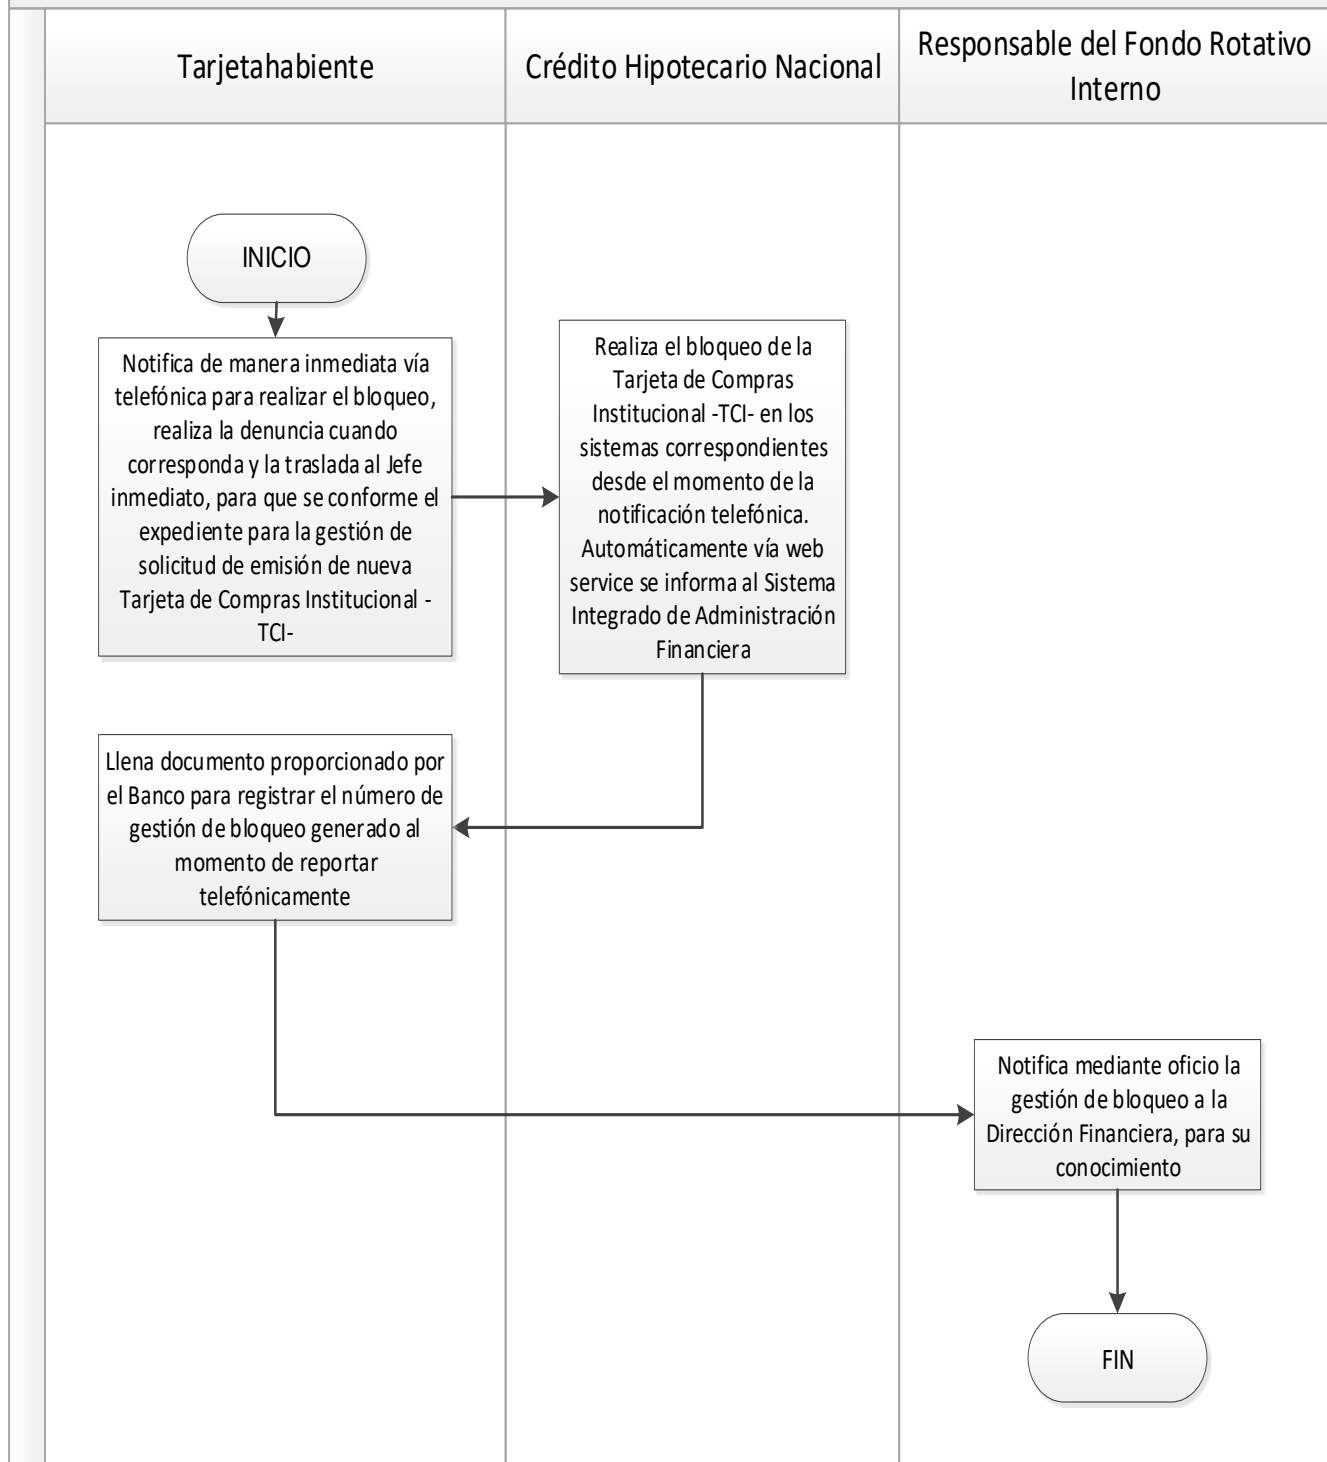 Tarjetahabiente
Crédito Hipotecario Nacional
Responsable del Fondo Rotativo
Interno
INICIO
Notifica de manera inmediata vía
telefónica para realizar el bloqueo,
realiza la denuncia cuando
corresponda y la traslada al Jefe
inmediato, para que se conforme el
expediente para la gestión de
solicitud de emisión de nueva
Tarjeta de Compras Institucional -
TCI-
Realiza el bloqueo de la
Tarjeta de Compras
Institucional -TCI- en los
sistemas correspondientes
desde el momento de la
notificación telefónica.
Automáticamente vía web
service se informa al Sistema
Integrado de Administración
Financiera
Llena documento proporcionado por
el Banco para registrar el número de
gestión de bloqueo generado al
momento de reportar
telefónicamente
Notifica mediante oficio la
gestión de bloqueo a la
Dirección Financiera, para su
conocimiento
FIN